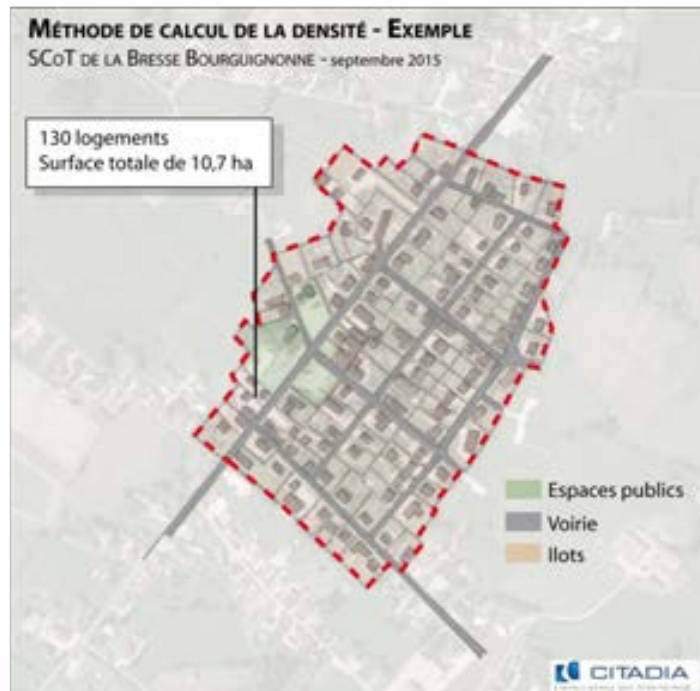 MÉTHODE DE CALCUL DE LA DENSITÉ - EXEMPLE
SCOT DE LA BRESSE BOURGUIGNONNE - septembre 2015
130 logements
Surface totale de 10,7 ha
Espaces publics
Voirie
Ilots
CITADIA